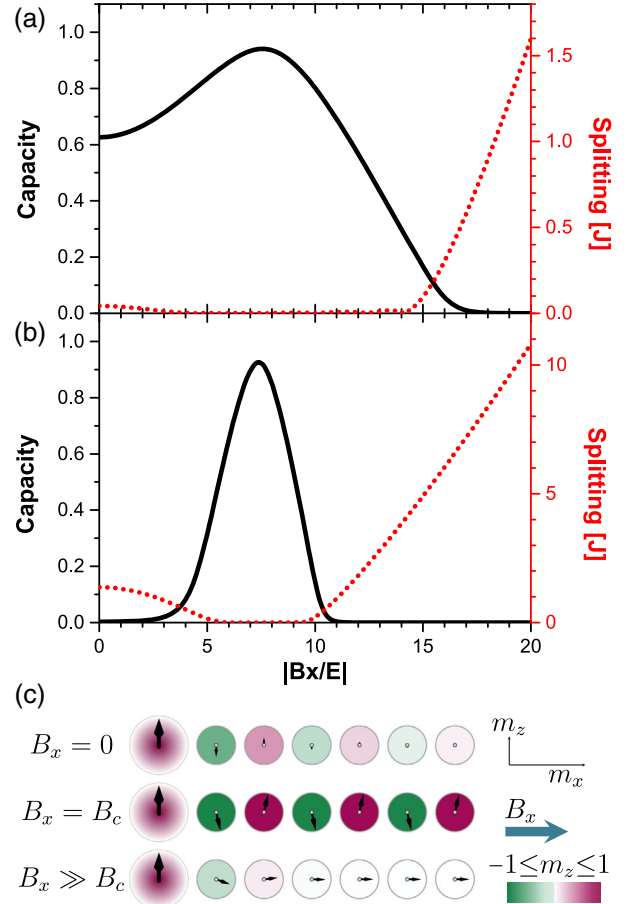 (a)
1.0
0.8
0.6
0.4
0.2
0.0
Capacity
1.5
1.0
0.5
0.0
Splitting [J]
(b)
1.0
0.8
0.6
0.4
0.2
0.0
Capacity
10
5
0
Splitting [J]
0 5 10 15 20
|Bx/E|
(c)
B_x = 0
m_z
m_x
B_x = B_c
B_x
B_x ≫ B_c
-1≤m_z≤1